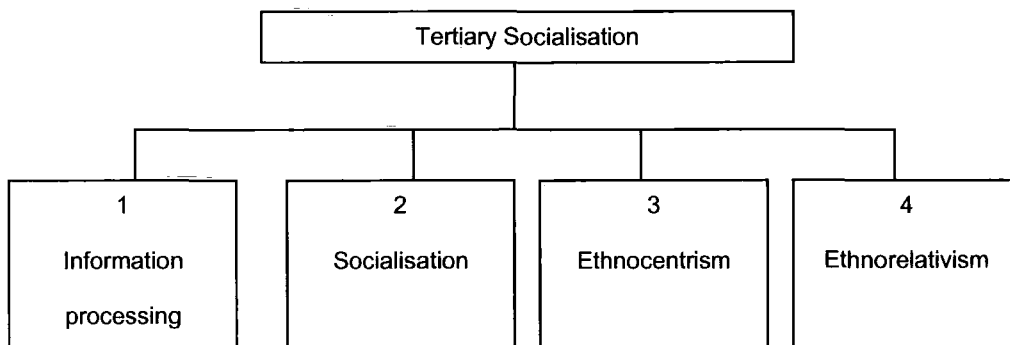 Tertiary Socialisation
1
Information
processing
2
Socialisation
3
Ethnocentrism
4
Ethnorelativism